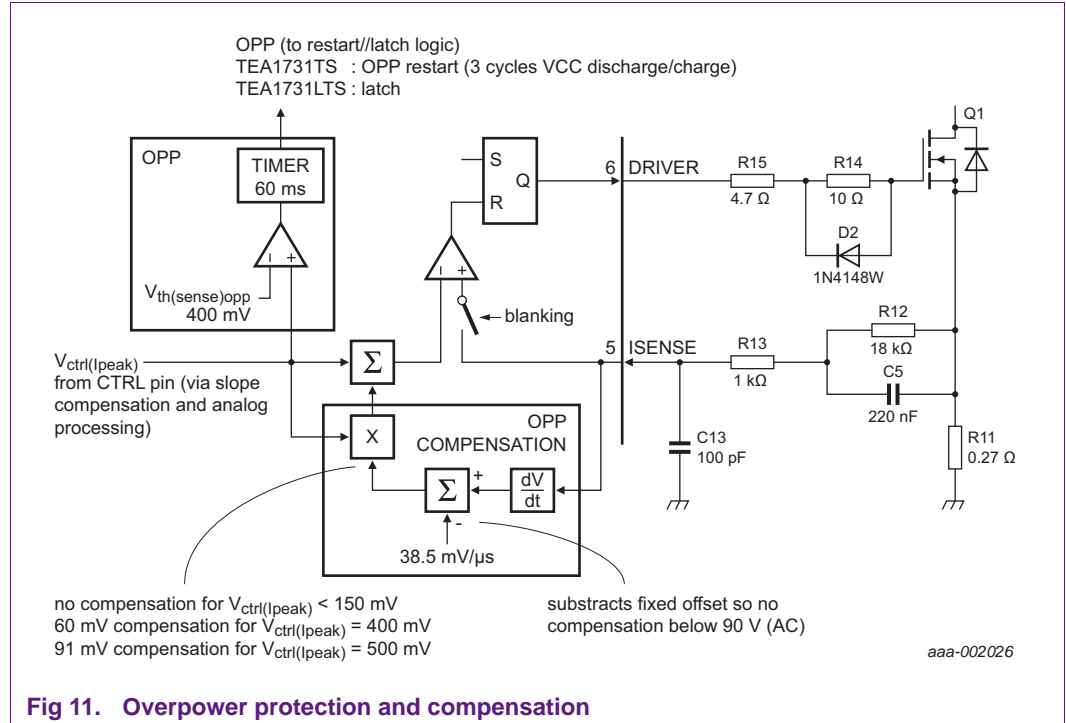 OPP (to restart//latch logic)
TEA1731TS : OPP restart (3 cycles VCC discharge/charge)
TEA1731LTS : latch
Q1
OPP
TIMER
60 ms
S
Q
R
6 DRIVER
R15
4.7 Ω
R14
10 Ω
D2
1N4148W
Vth(sense)opp
400 mV
blanking
5 ISENSE
R13
1 kΩ
R12
18 kΩ
C5
220 nF
Vctrl(Ipeak)
from CTRL pin (via slope
compensation and analog
processing)
Σ
OPP
COMPENSATION
X
Σ
+
dV
dt
-
38.5 mV/μs
C13
100 pF
R11
0.27 Ω
no compensation for Vctrl(Ipeak) < 150 mV
60 mV compensation for Vctrl(Ipeak) = 400 mV
91 mV compensation for Vctrl(Ipeak) = 500 mV
substracts fixed offset so no
compensation below 90 V (AC)
aaa-002026
Fig 11. Overpower protection and compensation